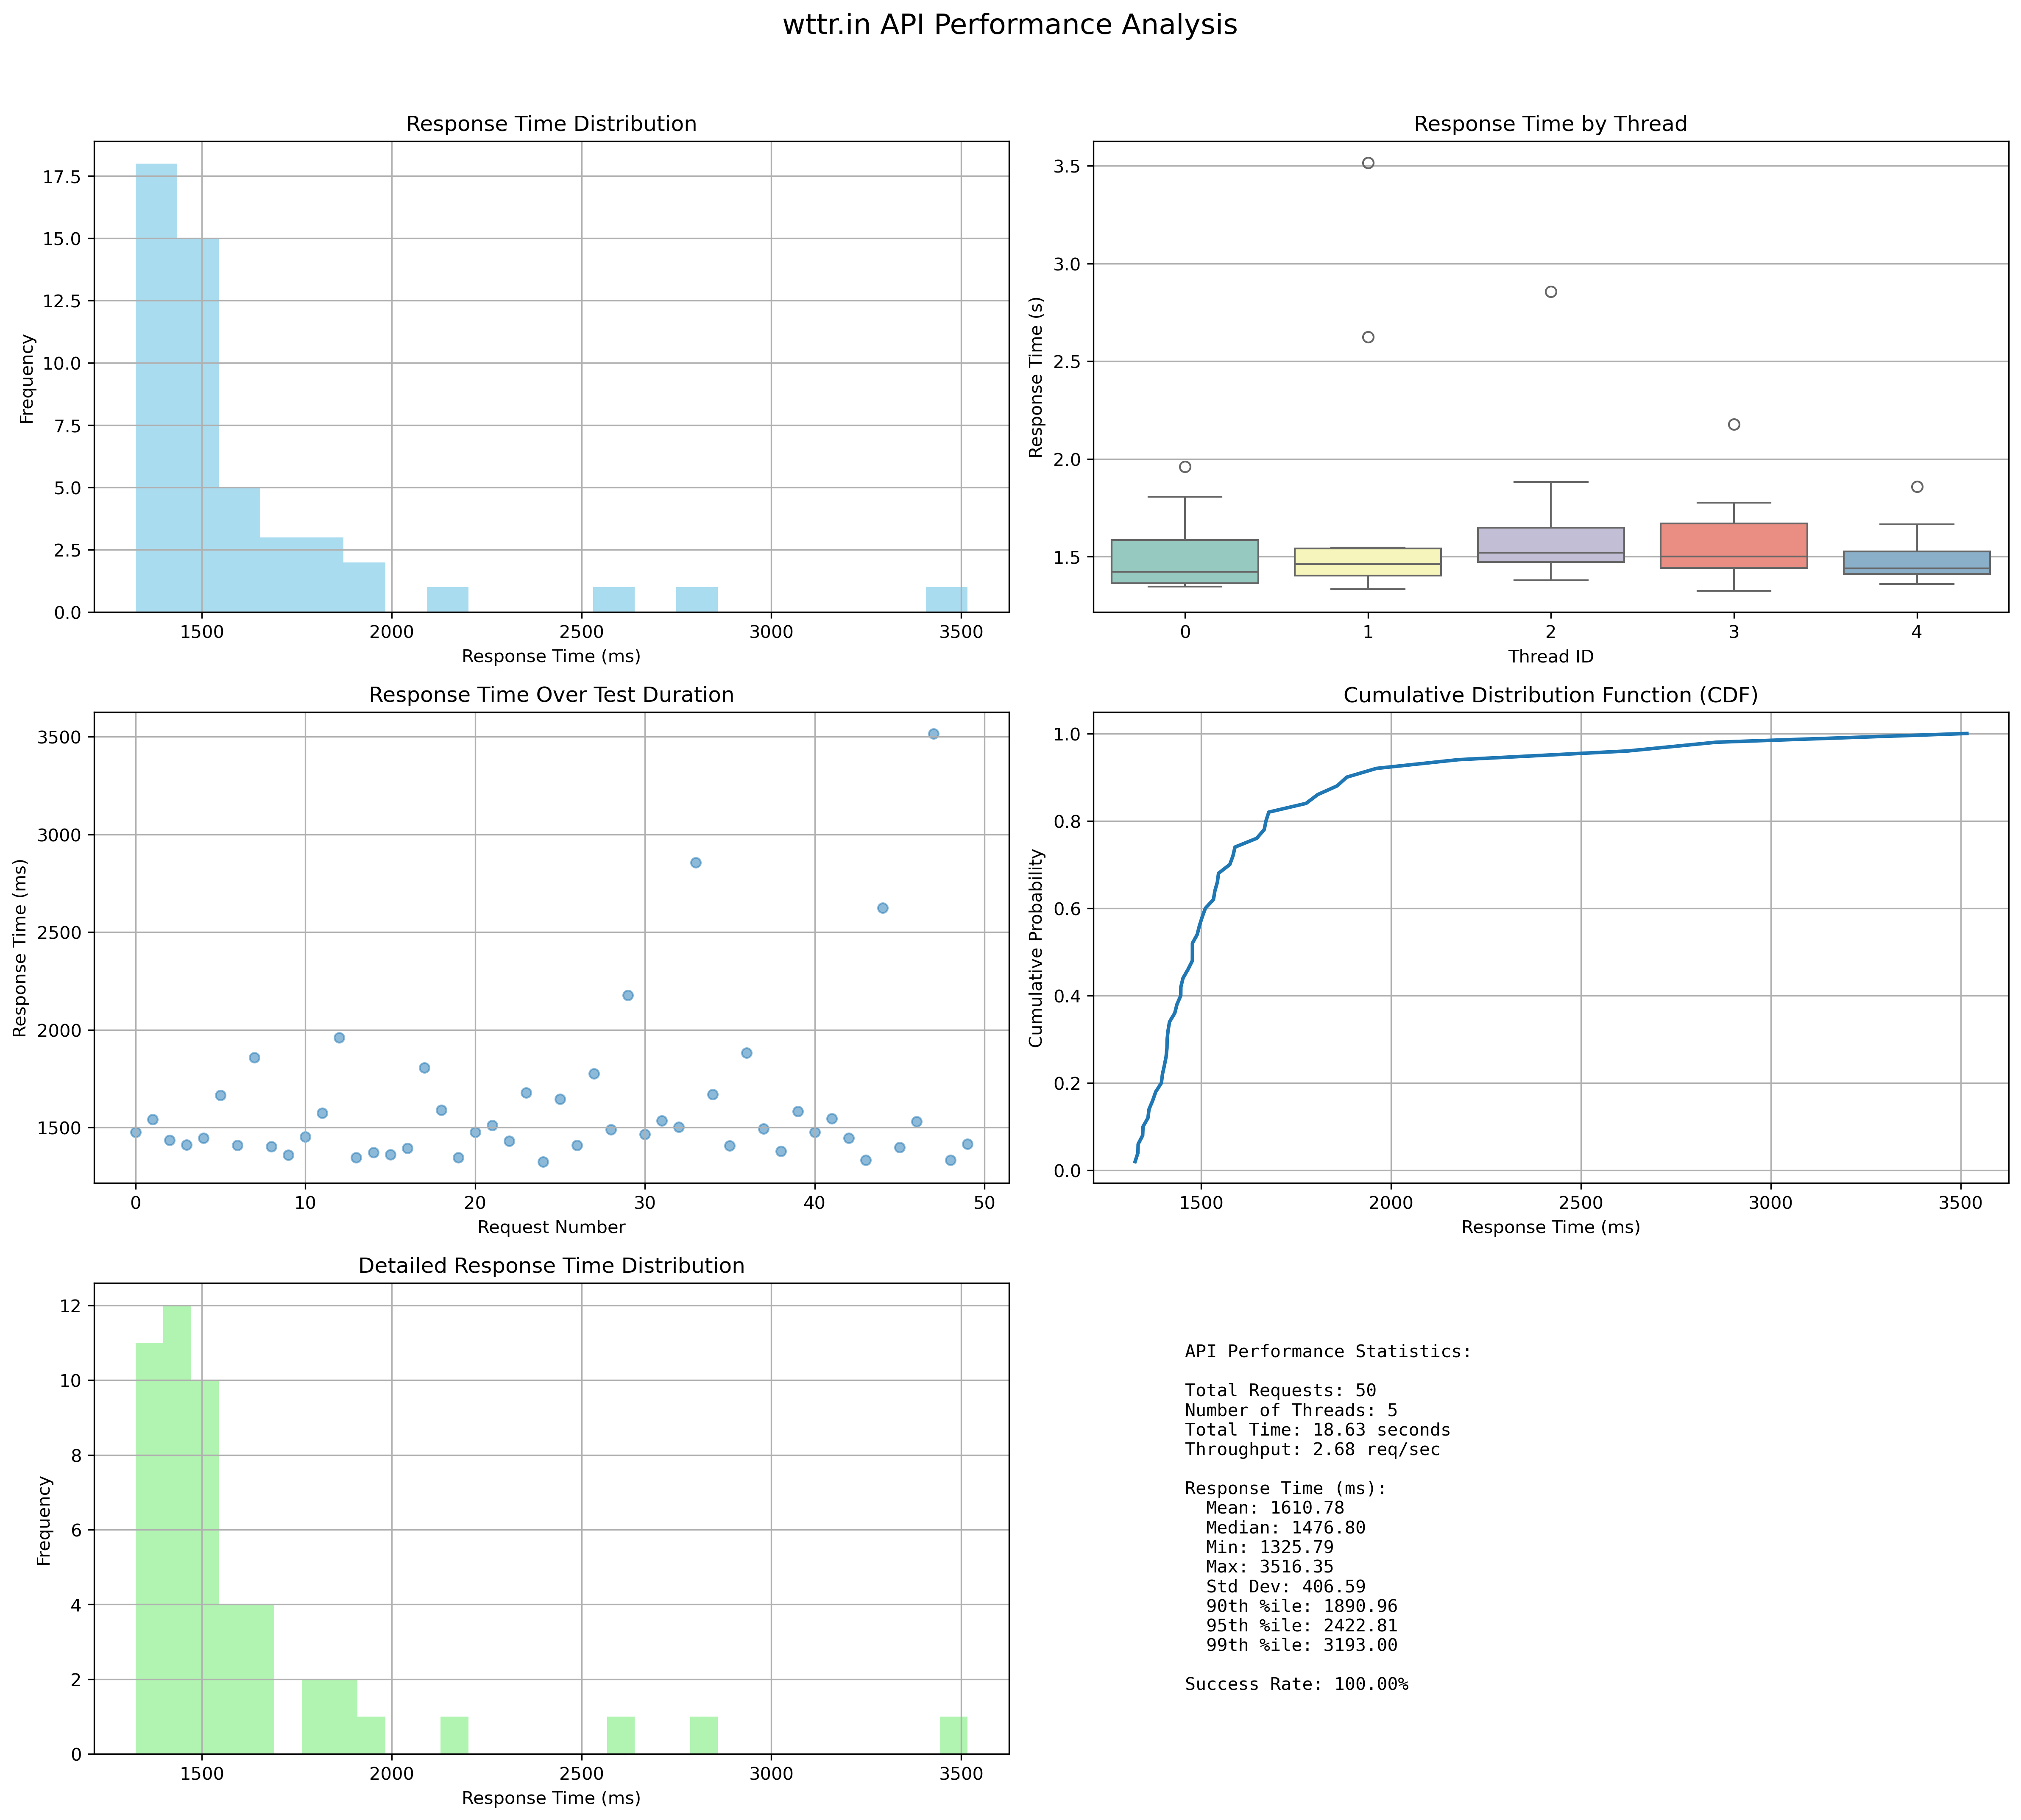 wttr.in API Performance Analysis
Response Time Distribution
17.5
15.0
12.5
10.0
7.5
5.0
2.5
0.0
Frequency
1500 2000 2500 3000 3500
Response Time (ms)
Response Time by Thread
3.5
3.0
2.5
2.0
1.5
Response Time (s)
0 1 2 3 4
Thread ID
Response Time Over Test Duration
3500
3000
2500
2000
1500
Response Time (ms)
0 10 20 30 40 50
Request Number
Cumulative Distribution Function (CDF)
1.0
0.8
0.6
0.4
0.2
0.0
Cumulative Probability
1500 2000 2500 3000 3500
Response Time (ms)
Detailed Response Time Distribution
12
10
8
6
4
2
0
Frequency
1500 2000 2500 3000 3500
Response Time (ms)
API Performance Statistics:
Total Requests: 50
Number of Threads: 5
Total Time: 18.63 seconds
Throughput: 2.68 req/sec
Response Time (ms):
Mean: 1610.78
Median: 1476.80
Min: 1325.79
Max: 3516.35
Std Dev: 406.59
90th %ile: 1890.96
95th %ile: 2422.81
99th %ile: 3193.00
Success Rate: 100.00%